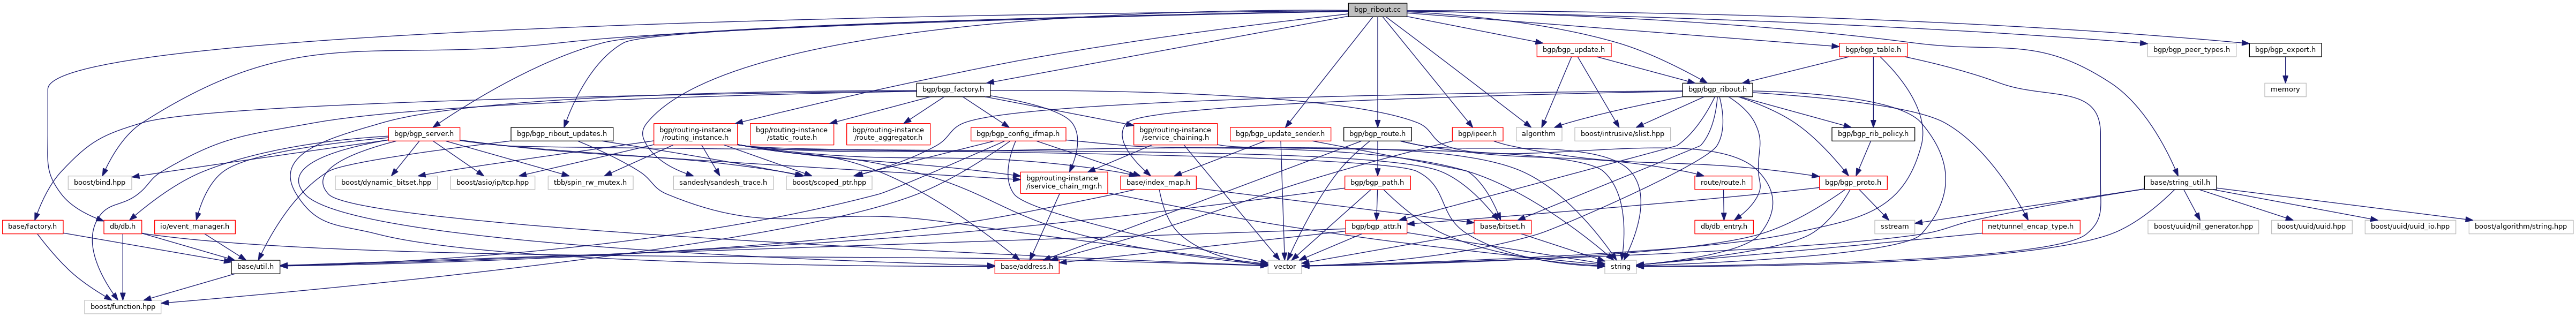 bgp_ribout.cc
bgp/bgp_update.h
bgp/bgp_table.h
bgp/bgp_peer_types.h
bgp/bgp_export.h
bgp/bgp_factory.h
bgp/bgp_ribout.h
memory
bgp/bgp_server.h
bgp/bgp_ribout_updates.h
bgp/routing-instance
/routing_instance.h
bgp/routing-instance
/static_route.h
bgp/routing-instance
/route_aggregator.h
bgp/bgp_config_ifmap.h
bgp/routing-instance
/service_chaining.h
bgp/bgp_update_sender.h
bgp/bgp_route.h
bgp/ipeer.h
algorithm
boost/intrusive/slist.hpp
bgp/bgp_rib_policy.h
boost/bind.hpp
boost/dynamic_bitset.hpp
boost/asio/ip/tcp.hpp
tbb/spin_rw_mutex.h
sandesh/sandesh_trace.h
boost/scoped_ptr.hpp
bgp/routing-instance
/iservice_chain_mgr.h
base/index_map.h
bgp/bgp_path.h
route/route.h
bgp/bgp_proto.h
base/string_util.h
base/factory.h
db/db.h
io/event_manager.h
bgp/bgp_attr.h
base/bitset.h
db/db_entry.h
sstream
net/tunnel_encap_type.h
boost/uuid/nil_generator.hpp
boost/uuid/uuid.hpp
boost/uuid/uuid_io.hpp
boost/algorithm/string.hpp
base/util.h
base/address.h
vector
string
boost/function.hpp